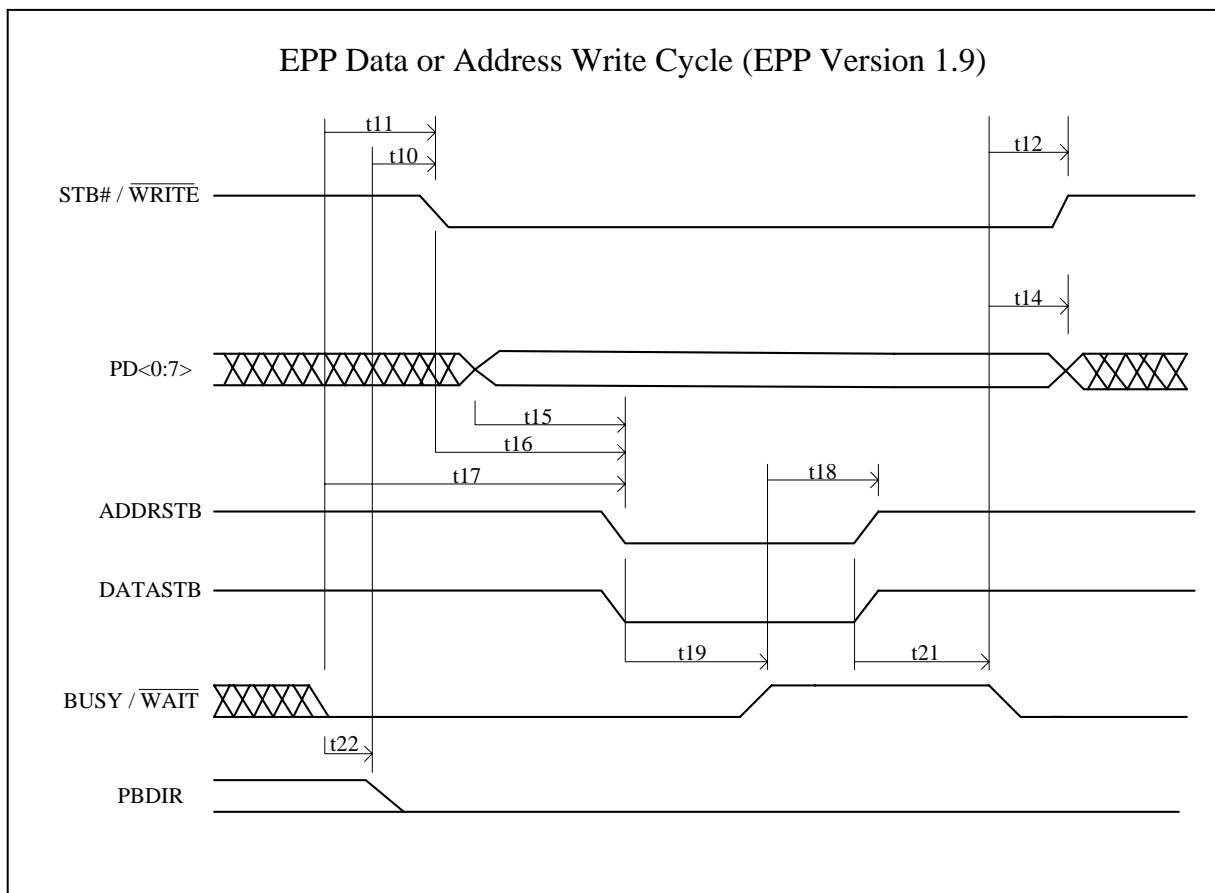 EPP Data or Address Write Cycle (EPP Version 1.9)
t11
t12
t10
STB# / WRITE
t14
PD<0:7>
t15
t16
t18
t17
ADDRSTB
DATASTB
t19
t21
BUSY / WAIT
t22
PBDIR